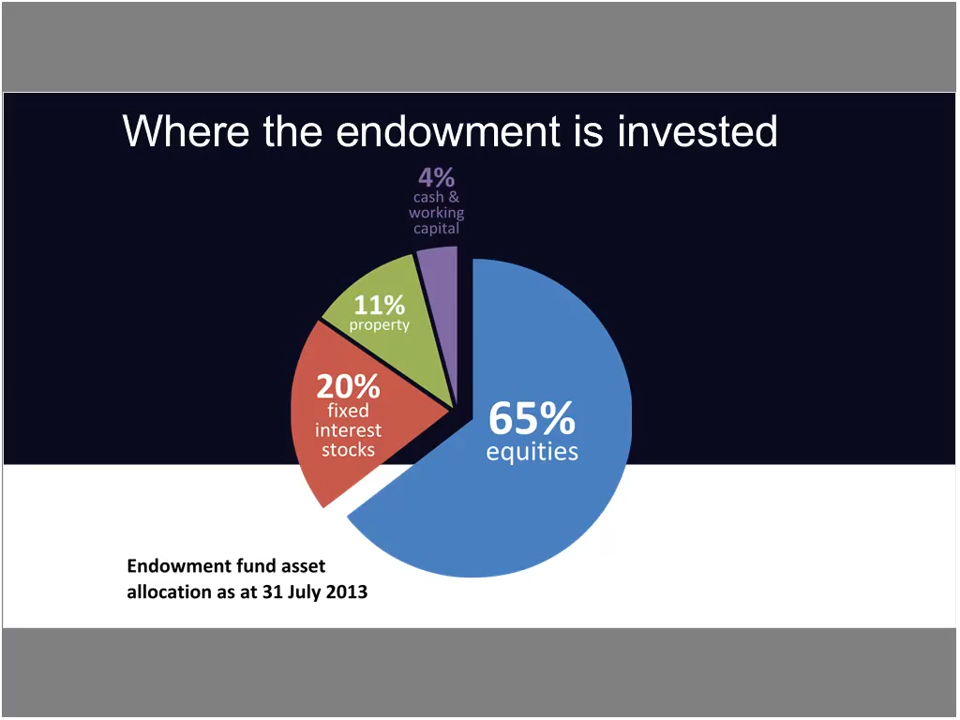 Where the endowment is invested
4%
cash &
working
capital
11%
property
20%
fixed
interest
stocks
65%
equities
Endowment fund asset
allocation as at 31 July 2013